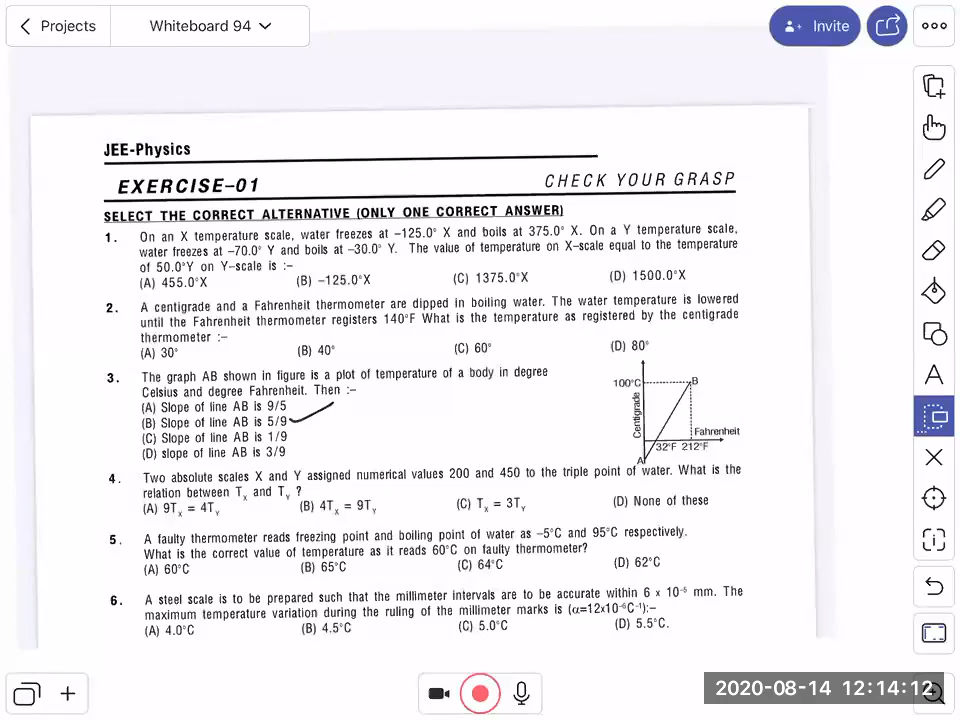 Projects
Whiteboard 94
Invite
JEE-Physics
EXERCISE–01
CHECK YOUR GRASP
SELECT THE CORRECT ALTERNATIVE (ONLY ONE CORRECT ANSWER)
1. On an X temperature scale, water freezes at –125.0° X and boils at 375.0° X. On a Y temperature scale,
water freezes at –70.0° Y and boils at –30.0° Y. The value of temperature on X–scale equal to the temperature
of 50.0°Y on Y–scale is :–
(A) 455.0°X (B) –125.0°X (C) 1375.0°X (D) 1500.0°X
2. A centigrade and a Fahrenheit thermometer are dipped in boiling water. The water temperature is lowered
until the Fahrenheit thermometer registers 140°F What is the temperature as registered by the centigrade
thermometer :–
(A) 30° (B) 40° (C) 60° (D) 80°
3. The graph AB shown in figure is a plot of temperature of a body in degree
Celsius and degree Fahrenheit. Then :–
(A) Slope of line AB is 9/5
(B) Slope of line AB is 5/9
(C) Slope of line AB is 1/9
(D) slope of line AB is 3/9
100°C
B
Centigrade
Fahrenheit
32°F 212°F
A
4. Two absolute scales X and Y assigned numerical values 200 and 450 to the triple point of water. What is the
relation between Tₓ and Tᵧ ?
(A) 9Tₓ = 4Tᵧ (B) 4Tₓ = 9Tᵧ (C) Tₓ = 3Tᵧ (D) None of these
5. A faulty thermometer reads freezing point and boiling point of water as –5°C and 95°C respectively.
What is the correct value of temperature as it reads 60°C on faulty thermometer?
(A) 60°C (B) 65°C (C) 64°C (D) 62°C
6. A steel scale is to be prepared such that the millimeter intervals are to be accurate within 6 x 10⁻⁵ mm. The
maximum temperature variation during the ruling of the millimeter marks is (α=12x10⁻⁶C⁻¹):–
(A) 4.0°C (B) 4.5°C (C) 5.0°C (D) 5.5°C.
2020-08-14 12:14:12